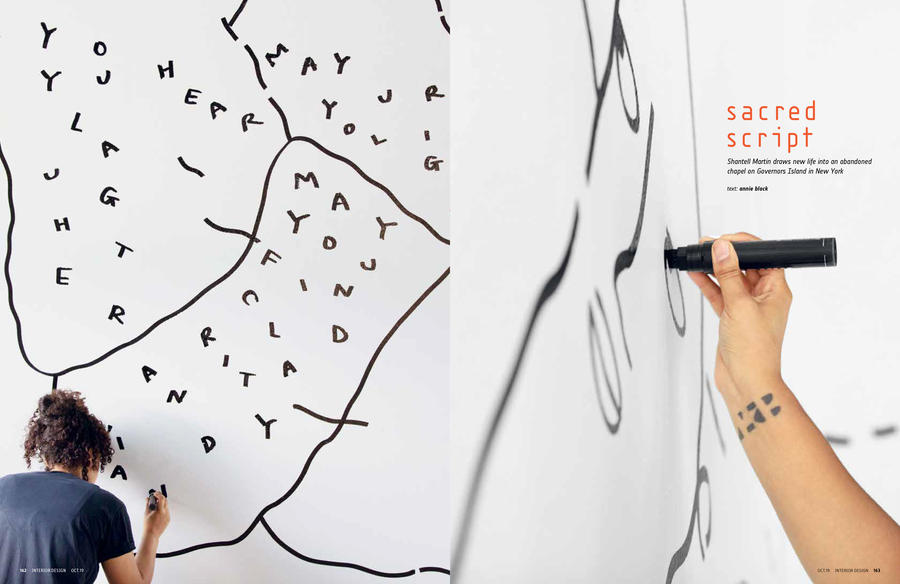 Y O U H E A R
Y L A U G H T E R
M A Y
Y O U R
L I G
M A Y
Y O U
F I N D
C L A R I T Y
A N D
I A
sacred
script
Shantell Martin draws new life into an abandoned
chapel on Governors Island in New York
text: annie block
162 INTERIOR DESIGN OCT.19
OCT.19 INTERIOR DESIGN 163